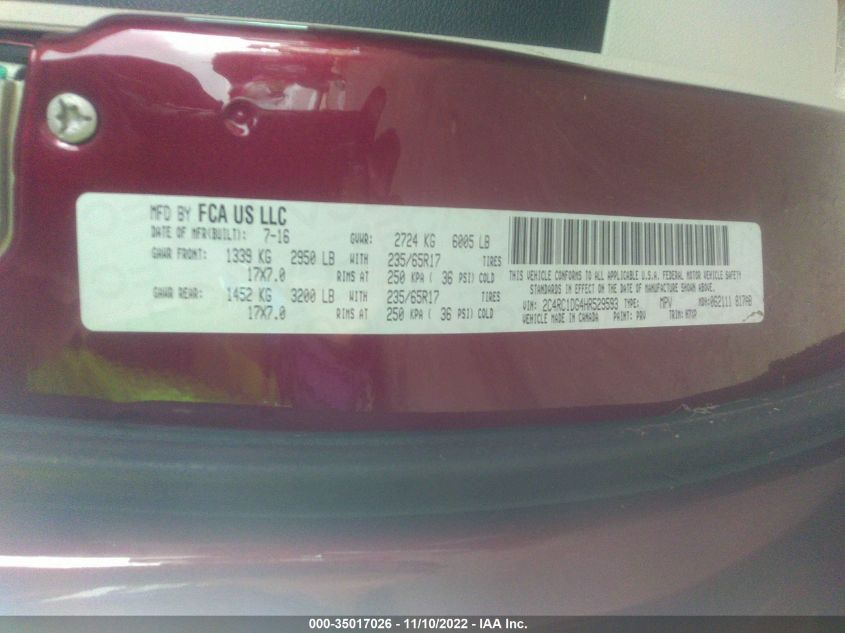 MFD BY FCA US LLC
DATE OF MFR(BUILT): 7-16 GVWR: 2724 KG 6005 LB
GAWR FRONT: 1339 KG 2950 LB WITH 235/65R17 TIRES
17X7.0 RIMS AT 250 KPA ( 36 PSI) COLD
GAWR REAR: 1452 KG 3200 LB WITH 235/65R17 TIRES
17X7.0 RIMS AT 250 KPA ( 36 PSI) COLD
THIS VEHICLE CONFORMS TO ALL APPLICABLE U.S.A. FEDERAL MOTOR VEHICLE SAFETY
STANDARDS IN EFFECT ON THE DATE OF MANUFACTURE SHOWN ABOVE.
VIN: 2C4RC1DG4HR529593 TYPE: MPV MDH: 062111 817AB
VEHICLE MADE IN CANADA PAINT: PRV TRIM:
000-35017026 - 11/10/2022 - IAA Inc.